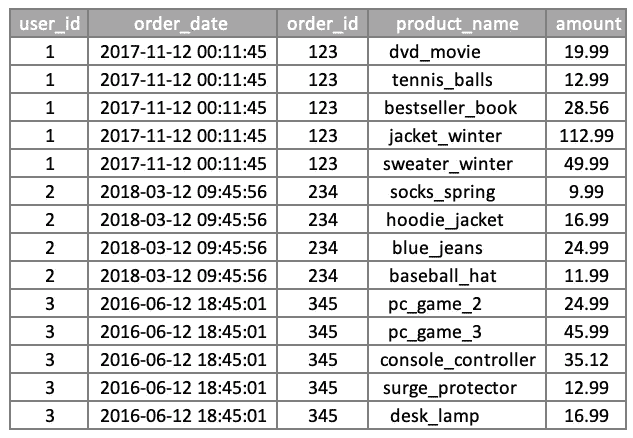 user_id order_date order_id product_name amount
1 2017-11-12 00:11:45 123 dvd_movie 19.99
1 2017-11-12 00:11:45 123 tennis_balls 12.99
1 2017-11-12 00:11:45 123 bestseller_book 28.56
1 2017-11-12 00:11:45 123 jacket_winter 112.99
1 2017-11-12 00:11:45 123 sweater_winter 49.99
2 2018-03-12 09:45:56 234 socks_spring 9.99
2 2018-03-12 09:45:56 234 hoodie_jacket 16.99
2 2018-03-12 09:45:56 234 blue_jeans 24.99
2 2018-03-12 09:45:56 234 baseball_hat 11.99
3 2016-06-12 18:45:01 345 pc_game_2 24.99
3 2016-06-12 18:45:01 345 pc_game_3 45.99
3 2016-06-12 18:45:01 345 console_controller 35.12
3 2016-06-12 18:45:01 345 surge_protector 12.99
3 2016-06-12 18:45:01 345 desk_lamp 16.99